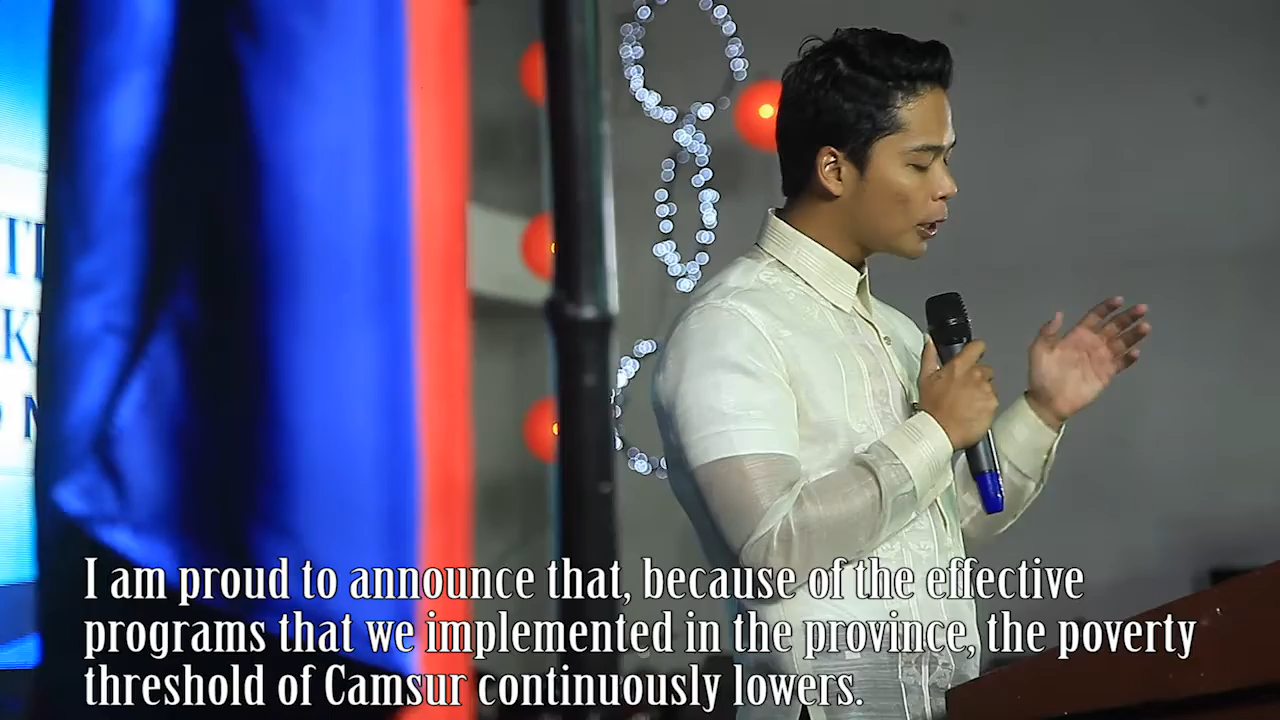 I am proud to announce that, because of the effective
programs that we implemented in the province, the poverty
threshold of Camsur continuously lowers.